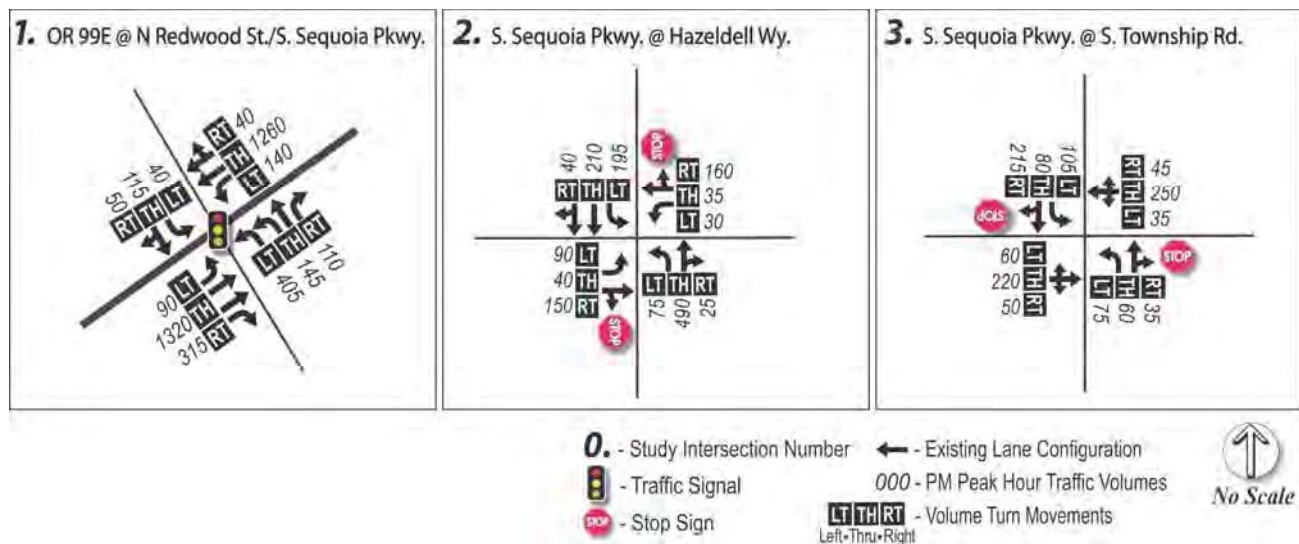 1. OR 99E @ N Redwood St./S. Sequoia Pkwy.
RT 40
TH 1260
LT 140
50 RT
115 TH
40 LT
LT 405
TH 145
RT 110
90 LT
1320 TH
315 RT
2. S. Sequoia Pkwy. @ Hazeldell Wy.
STOP
40 210 195
RT TH LT
RT 160
TH 35
LT 30
90 LT
40 TH
150 RT
LT TH RT
75 490 25
STOP
3. S. Sequoia Pkwy. @ S. Township Rd.
215 80 105
RT TH LT
STOP
RT 45
TH 250
LT 35
60 LT
220 TH
50 RT
STOP
LT TH RT
75 60 35
0. - Study Intersection Number
- Traffic Signal
STOP - Stop Sign
- Existing Lane Configuration
000 - PM Peak Hour Traffic Volumes
LT TH RT - Volume Turn Movements
Left•Thru•Right
No Scale